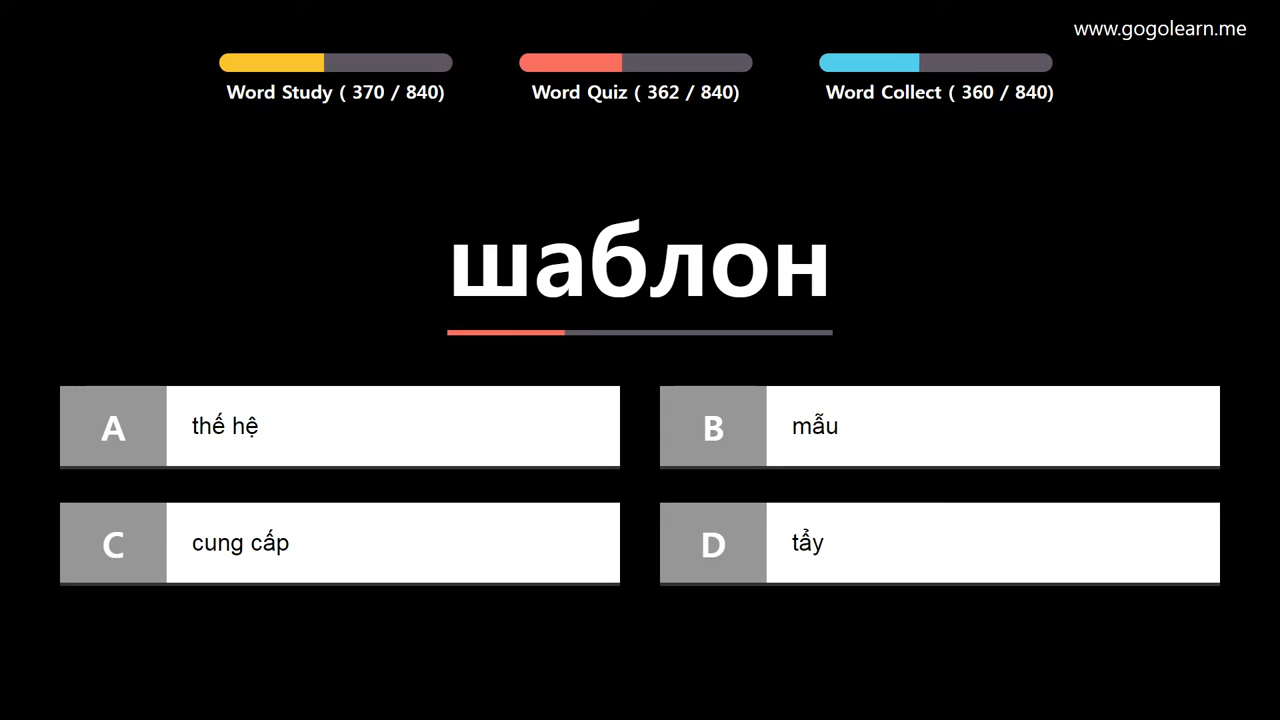 www.gogolearn.me
Word Study ( 370 / 840)
Word Quiz ( 362 / 840)
Word Collect ( 360 / 840)
шаблон
A
thế hệ
B
mẫu
C
cung cấp
D
tẩy